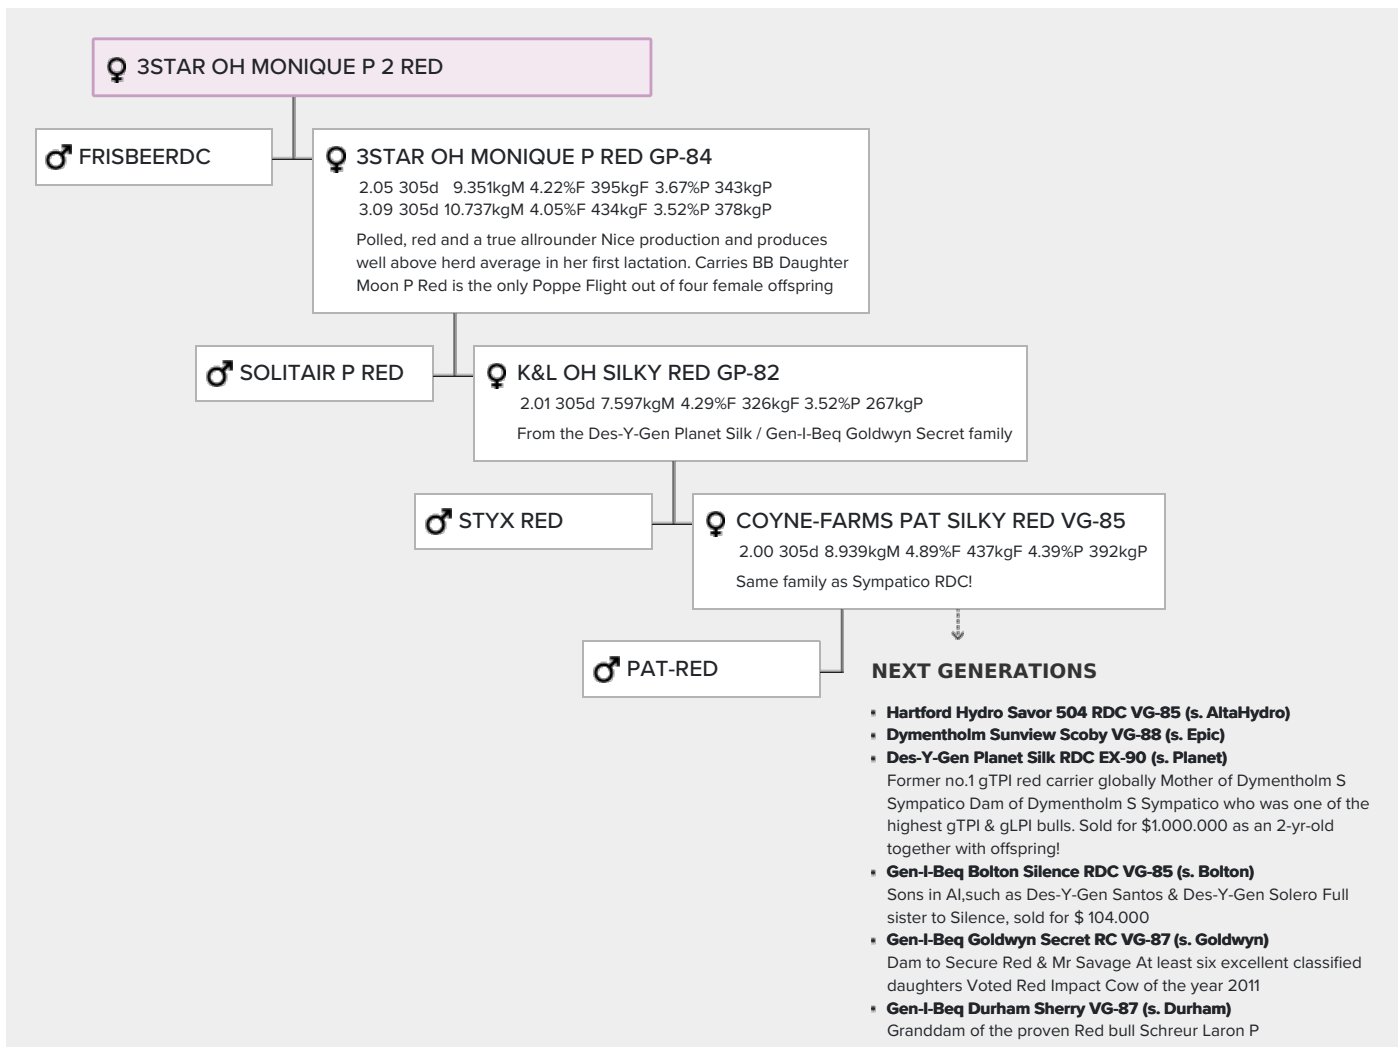 3STAR OH MONIQUE P 2 RED
FRISBEERDC
3STAR OH MONIQUE P RED GP-84
2.05 305d 9.351kgM 4.22%F 395kgF 3.67%P 343kgP
3.09 305d 10.737kgM 4.05%F 434kgF 3.52%P 378kgP
Polled, red and a true allrounder Nice production and produces
well above herd average in her first lactation. Carries BB Daughter
Moon P Red is the only Poppe Flight out of four female offspring
SOLITAIR P RED
K&L OH SILKY RED GP-82
2.01 305d 7.597kgM 4.29%F 326kgF 3.52%P 267kgP
From the Des-Y-Gen Planet Silk / Gen-I-Beq Goldwyn Secret family
STYX RED
COYNE-FARMS PAT SILKY RED VG-85
2.00 305d 8.939kgM 4.89%F 437kgF 4.39%P 392kgP
Same family as Sympatico RDC!
PAT-RED
NEXT GENERATIONS
Hartford Hydro Savor 504 RDC VG-85 (s. AltaHydro)
Dymentholm Sunview Scoby VG-88 (s. Epic)
Des-Y-Gen Planet Silk RDC EX-90 (s. Planet)
Former no.1 gTPI red carrier globally Mother of Dymentholm S
Sympatico Dam of Dymentholm S Sympatico who was one of the
highest gTPI & gLPI bulls. Sold for $1.000.000 as an 2-yr-old
together with offspring!
Gen-I-Beq Bolton Silence RDC VG-85 (s. Bolton)
Sons in AI,such as Des-Y-Gen Santos & Des-Y-Gen Solero Full
sister to Silence, sold for $ 104.000
Gen-I-Beq Goldwyn Secret RC VG-87 (s. Goldwyn)
Dam to Secure Red & Mr Savage At least six excellent classified
daughters Voted Red Impact Cow of the year 2011
Gen-I-Beq Durham Sherry VG-87 (s. Durham)
Granddam of the proven Red bull Schreur Laron P